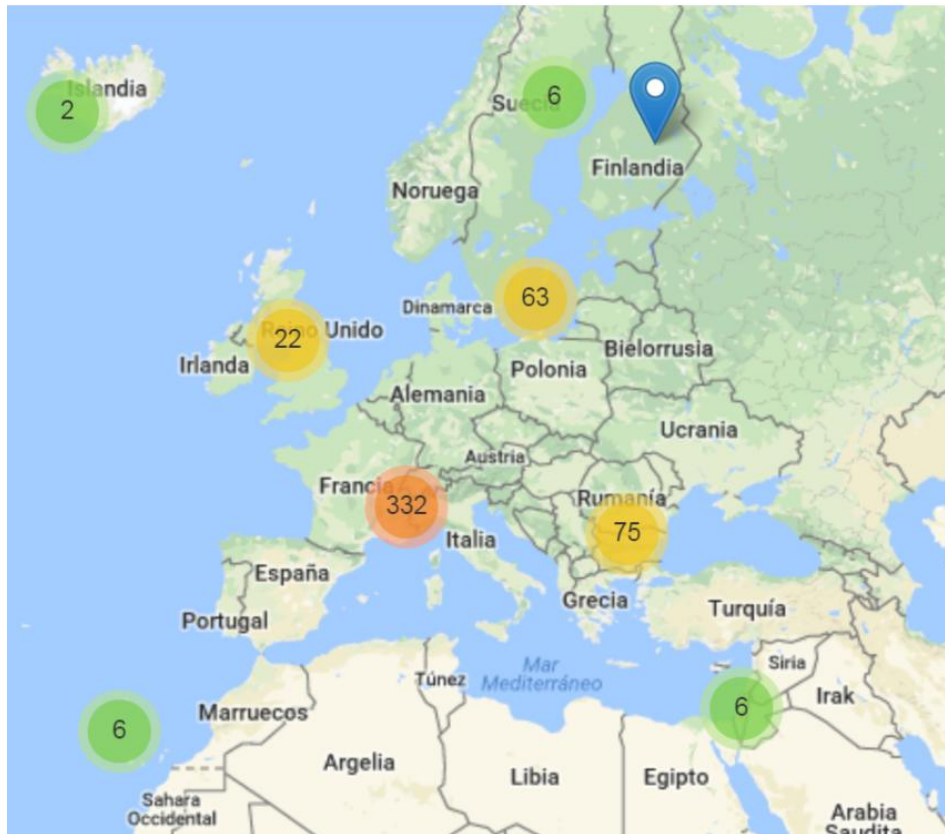 Islandia
2
Suecia
6
Finlandia
Noruega
63
Dinamarca
Reino Unido
22
Irlanda
Bielorrusia
Polonia
Alemania
Ucrania
Austria
Francia
332
Rumanía
75
Italia
España
Grecia
Turquía
Portugal
Mar
Mediterráneo
Siria
Túnez
Irak
6
Marruecos
6
Argelia
Libia
Egipto
Sahara
Occidental
Arabia
Saudita